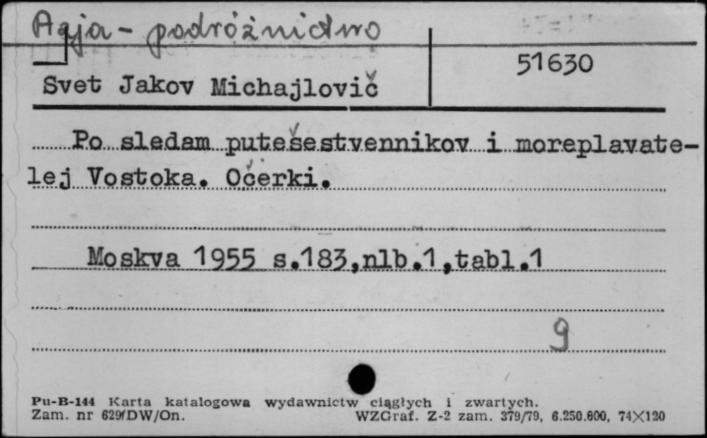 Azja - podróżnictwo
51630
Svet Jakov Michajlovič
Po sledam putešestvennikov i moreplavate-
lej Vostoka. Očerki.
Moskva 1955 s.183,nlb.1,tabl.1
9
Pu-B-144 Karta katalogowa wydawnictw ciągłych i zwartych.
Zam. nr 629/DW/On. WZGraf. Z-2 zam. 379/79, 6.250.600, 74X120